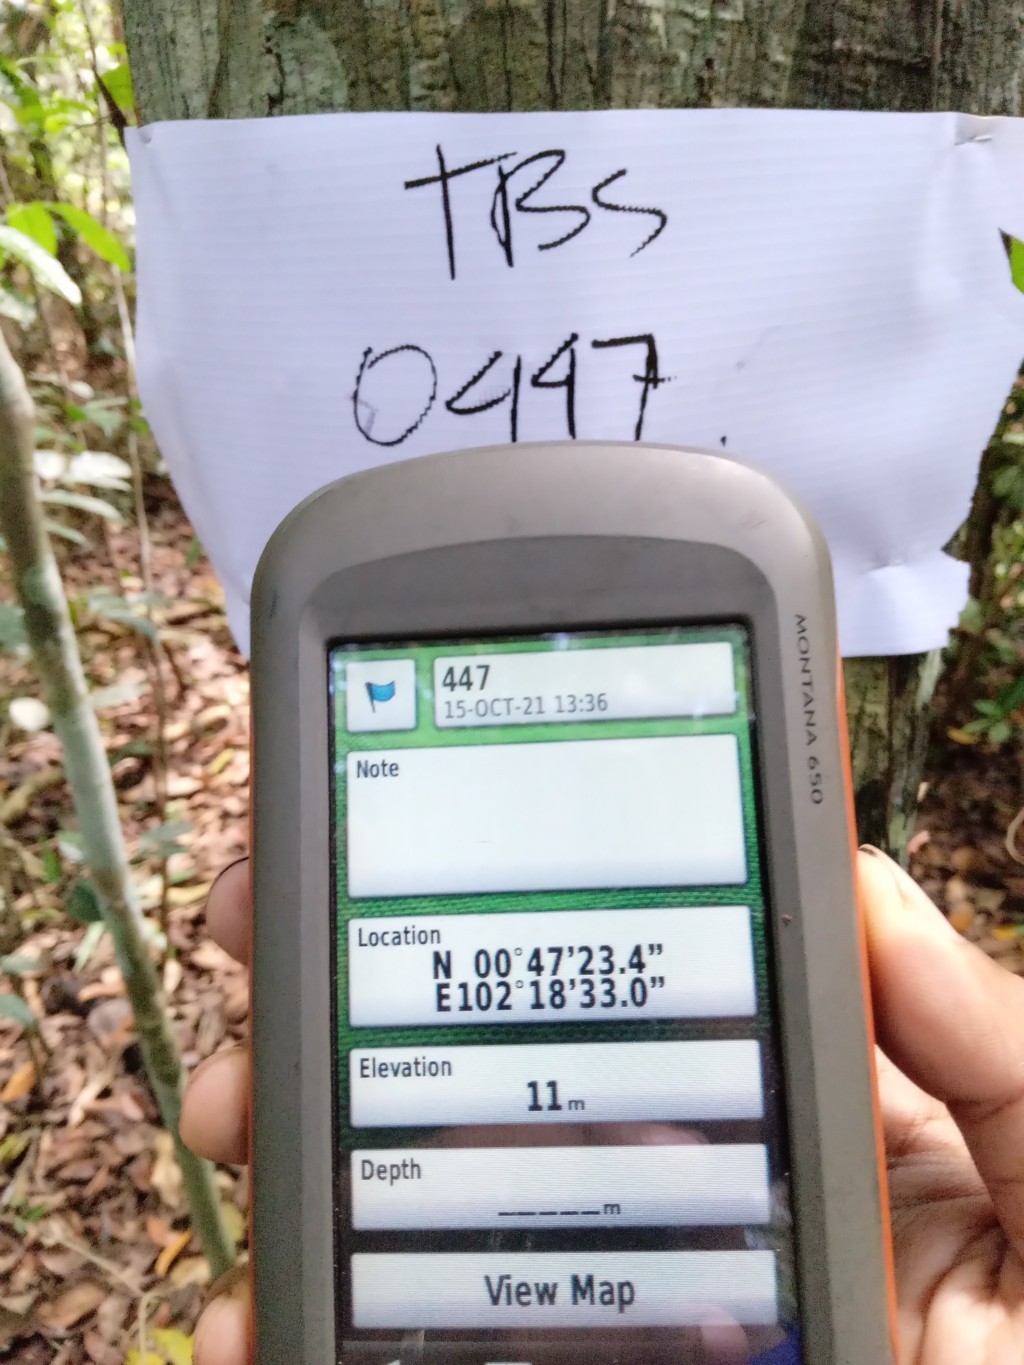 TBS
0447.
MONTANA 650
447
15-OCT-21 13:36
Note
Location
N 00°47'23.4"
E102°18'33.0"
Elevation
11m
Depth
_____m
View Map